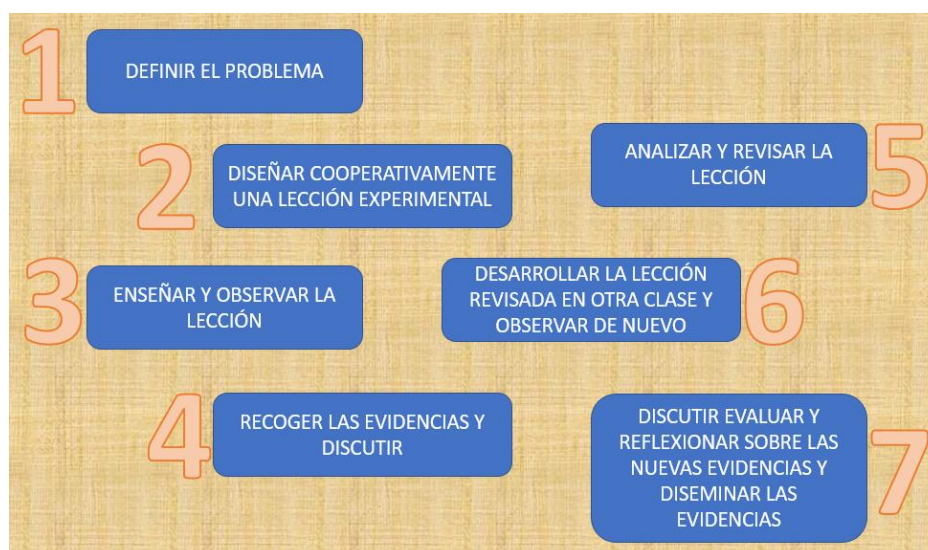 1
DEFINIR EL PROBLEMA
2
DISEÑAR COOPERATIVAMENTE
UNA LECCIÓN EXPERIMENTAL
3
ENSEÑAR Y OBSERVAR LA
LECCIÓN
4
RECOGER LAS EVIDENCIAS Y
DISCUTIR
5
ANALIZAR Y REVISAR LA
LECCIÓN
6
DESARROLLAR LA LECCIÓN
REVISADA EN OTRA CLASE Y
OBSERVAR DE NUEVO
7
DISCUTIR EVALUAR Y
REFLEXIONAR SOBRE LAS
NUEVAS EVIDENCIAS Y
DISEMINAR LAS
EVIDENCIAS